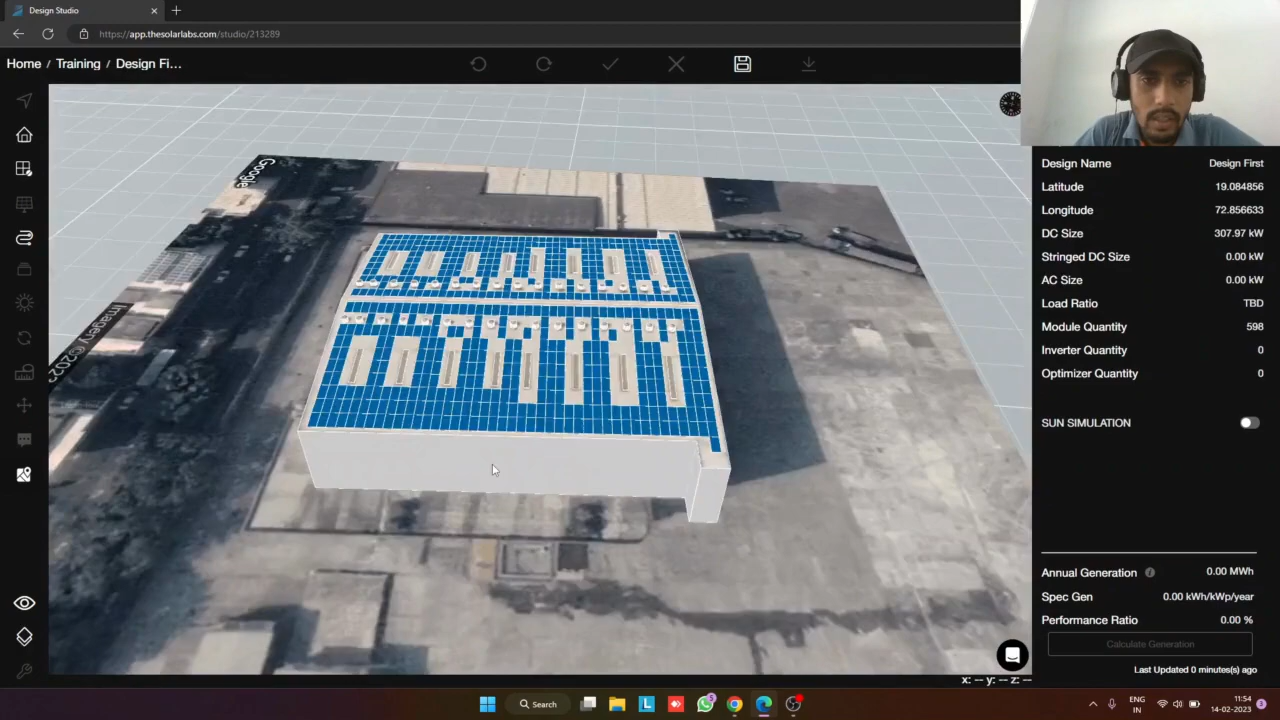 Design Studio
https://app.thesolarlabs.com/studio/213289
Home / Training / Design Fi...
Google
Imagery ©202
Design Name Design First
Latitude 19.084856
Longitude 72.856633
DC Size 307.97 kW
Stringed DC Size 0.00 kW
AC Size 0.00 kW
Load Ratio TBD
Module Quantity 598
Inverter Quantity 0
Optimizer Quantity 0
SUN SIMULATION
Annual Generation 0.00 MWh
Spec Gen 0.00 kWh/kWp/year
Performance Ratio 0.00 %
Calculate Generation
Last Updated 0 minutes(s) ago
x: -- y: -- z: --
Search
5
ENG
IN
11:54
14-02-2023
3